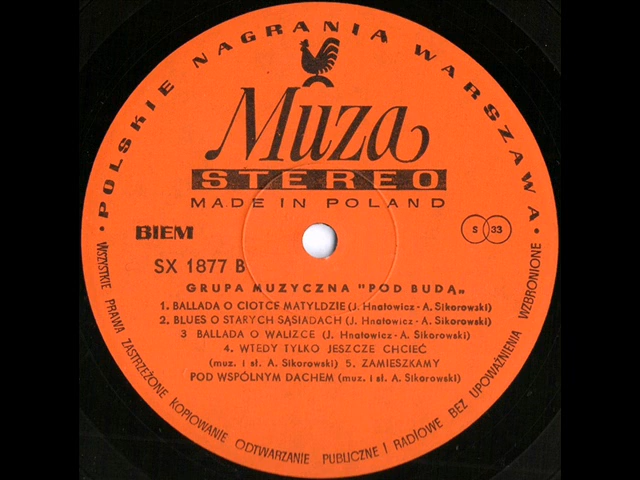 • POLSKIE NAGRANIA WARSZAWA •
Muza
STEREO
MADE IN POLAND
BIEM
S 33
SX 1877 B
GRUPA MUZYCZNA "POD BUDĄ„
1. BALLADA O CIOTCE MATYLDZIE (J. Hnatowicz - A. Sikorowski)
2. BLUES O STARYCH SĄSIADACH (J. Hnatowicz - A. Sikorowski)
3 BALLADA O WALIZCE (J. Hnatowicz - A. Sikorowski)
4. WTEDY TYLKO JESZCZE CHCIEĆ
(muz. i sł. A. Sikorowski) 5. ZAMIESZKAMY
POD WSPÓLNYM DACHEM (muz. i sł. A. Sikorowski)
WSZYSTKIE PRAWA ZASTRZEŻONE KOPIOWANIE ODTWARZANIE PUBLICZNE I RADIOWE BEZ UPOWAŻNIENIA WZBRONIONE